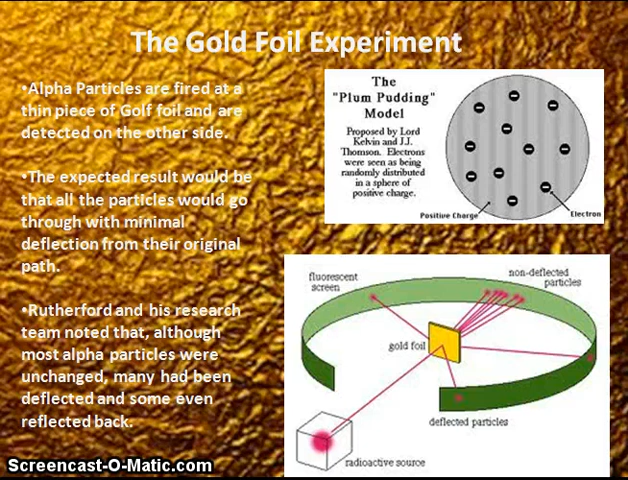 The Gold Foil Experiment
•Alpha Particles are fired at a
thin piece of Golf foil and are
detected on the other side.
•The expected result would be
that all the particles would go
through with minimal
deflection from their original
path.
•Rutherford and his research
team noted that, although
most alpha particles were
unchanged, many had been
deflected and some even
reflected back.
The
"Plum Pudding"
Model
Proposed by Lord
Kelvin and J.J.
Thomson. Electrons
were seen as being
randomly distributed
in a sphere of
positive charge.
Positive Charge
Electron
fluorescent
screen
non-deflected
particles
gold foil
deflected particles
radioactive source
Screencast-O-Matic.com